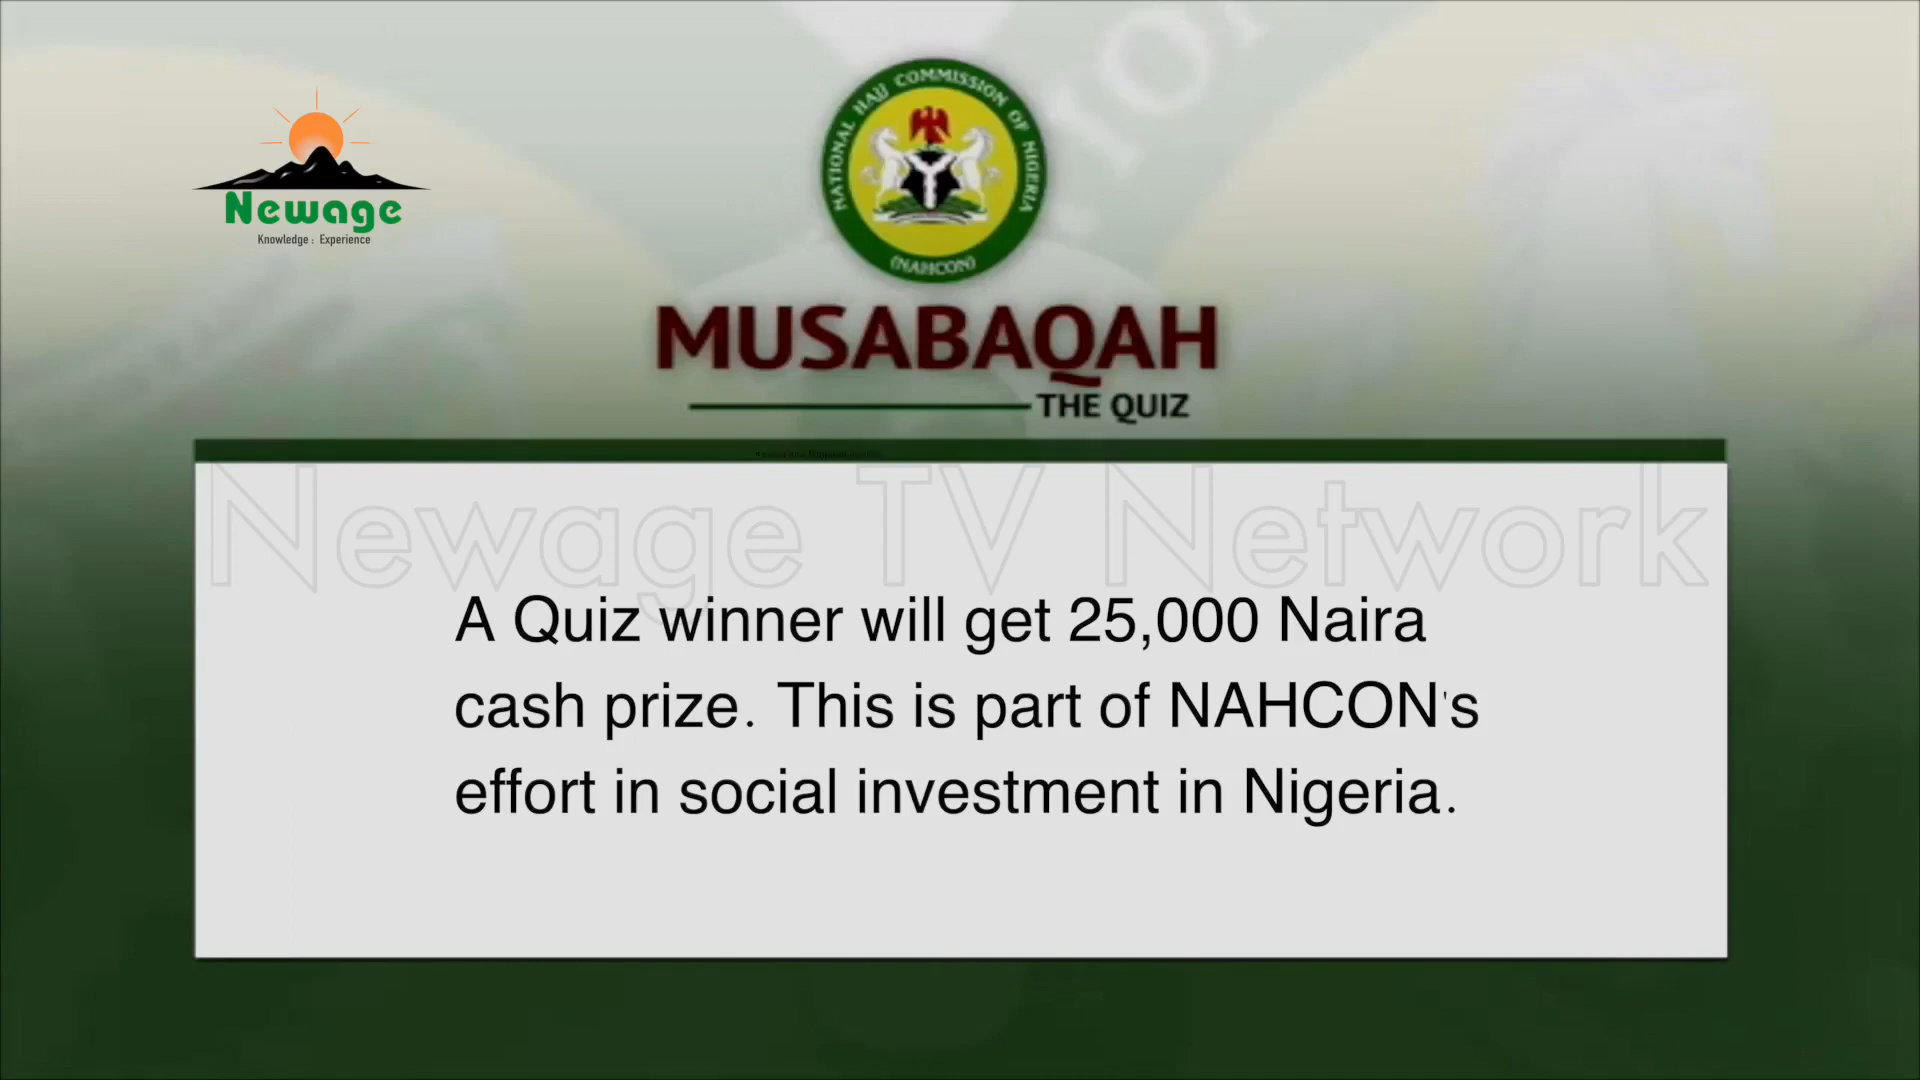 Newage
Knowledge : Experience
NATIONAL HAJJ COMMISSION OF NIGERIA
(NAHCON)
MUSABAQAH
THE QUIZ
Newage TV Network
A Quiz winner will get 25,000 Naira
cash prize. This is part of NAHCON's
effort in social investment in Nigeria.